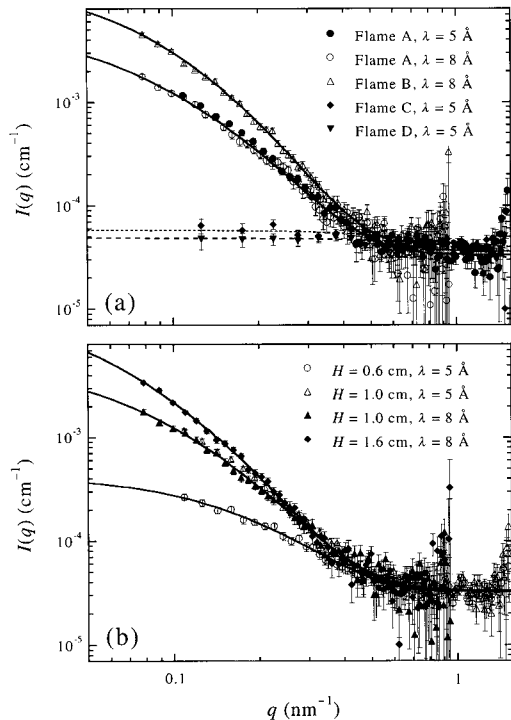 10⁻³
10⁻⁴
10⁻⁵
I(q) (cm⁻¹)
Flame A, λ = 5 Å
Flame A, λ = 8 Å
Flame B, λ = 8 Å
Flame C, λ = 5 Å
Flame D, λ = 5 Å
(a)
10⁻²
10⁻³
10⁻⁴
10⁻⁵
I(q) (cm⁻¹)
H = 0.6 cm, λ = 5 Å
H = 1.0 cm, λ = 5 Å
H = 1.0 cm, λ = 8 Å
H = 1.6 cm, λ = 8 Å
(b)
0.1
1
q (nm⁻¹)